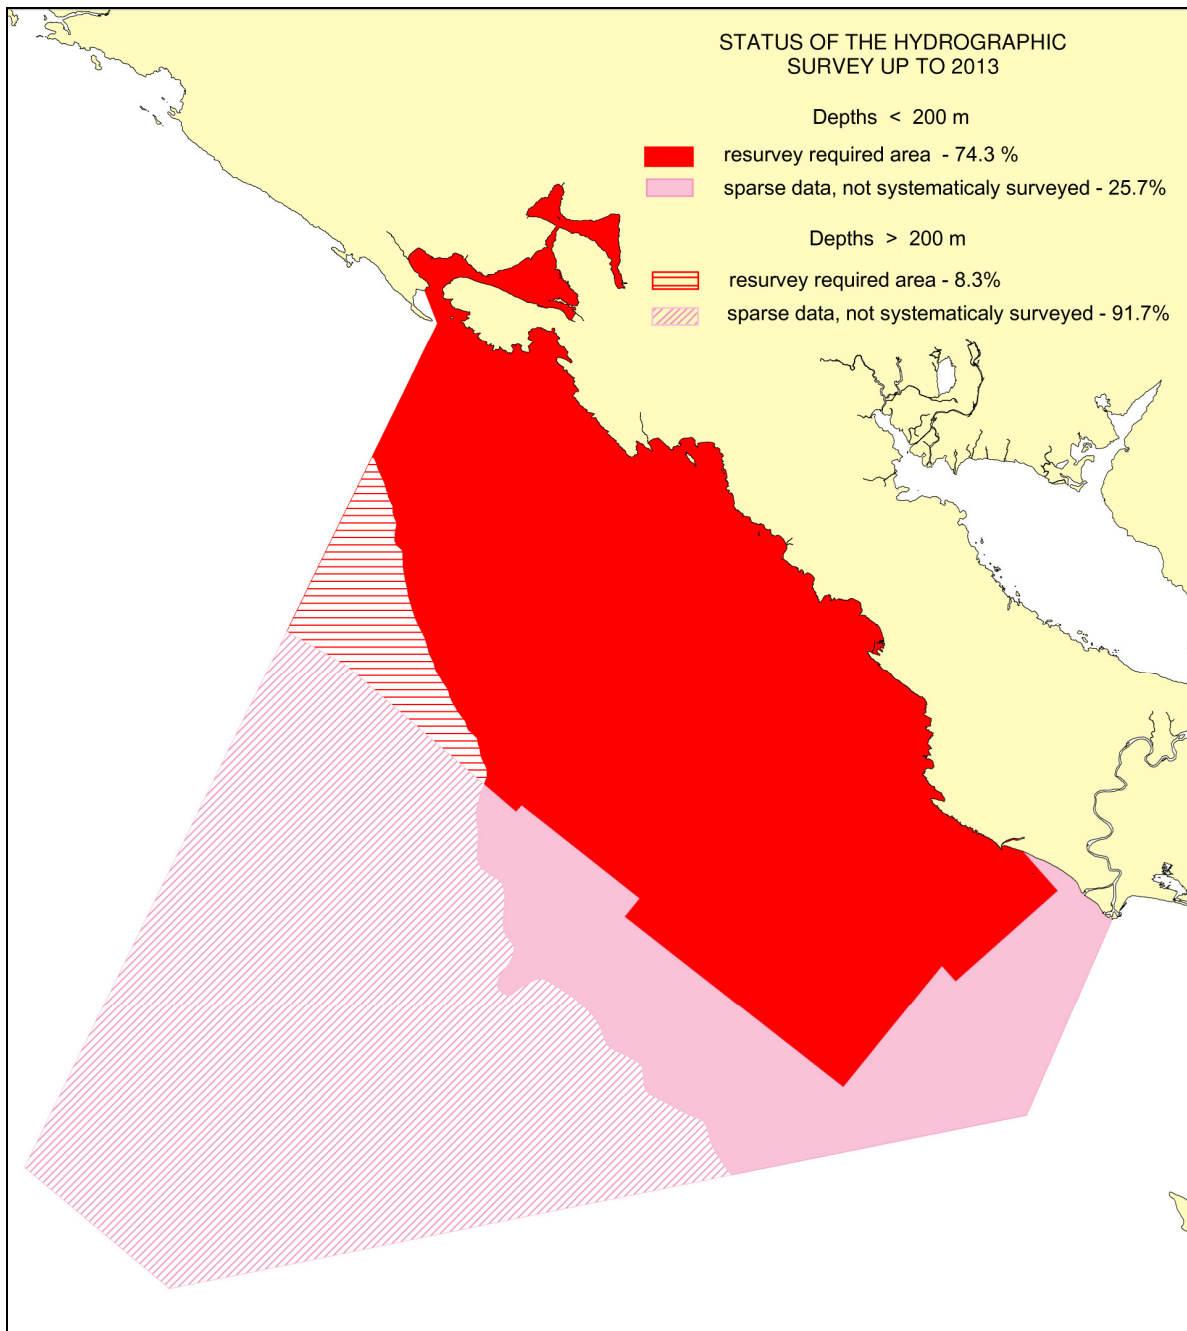 STATUS OF THE HYDROGRAPHIC
SURVEY UP TO 2013
Depths < 200 m
resurvey required area - 74.3 %
sparse data, not systematicaly surveyed - 25.7%
Depths > 200 m
resurvey required area - 8.3%
sparse data, not systematicaly surveyed - 91.7%